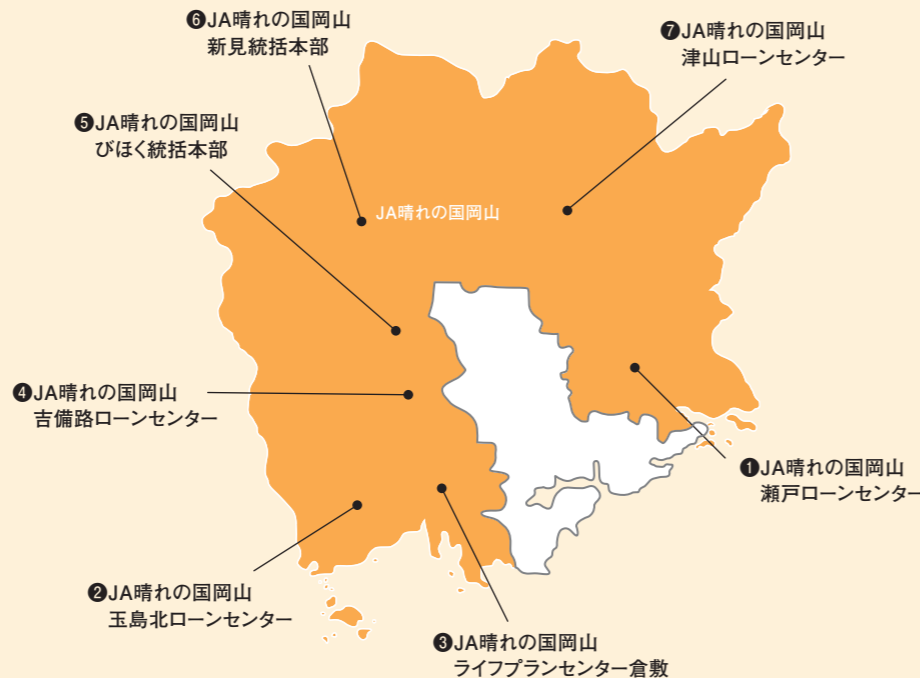 ❻JA晴れの国岡山
新見統括本部
❼JA晴れの国岡山
津山ローンセンター
❺JA晴れの国岡山
びほく統括本部
JA晴れの国岡山
❹JA晴れの国岡山
吉備路ローンセンター
❶JA晴れの国岡山
瀬戸ローンセンター
❷JA晴れの国岡山
玉島北ローンセンター
❸JA晴れの国岡山
ライフプランセンター倉敷